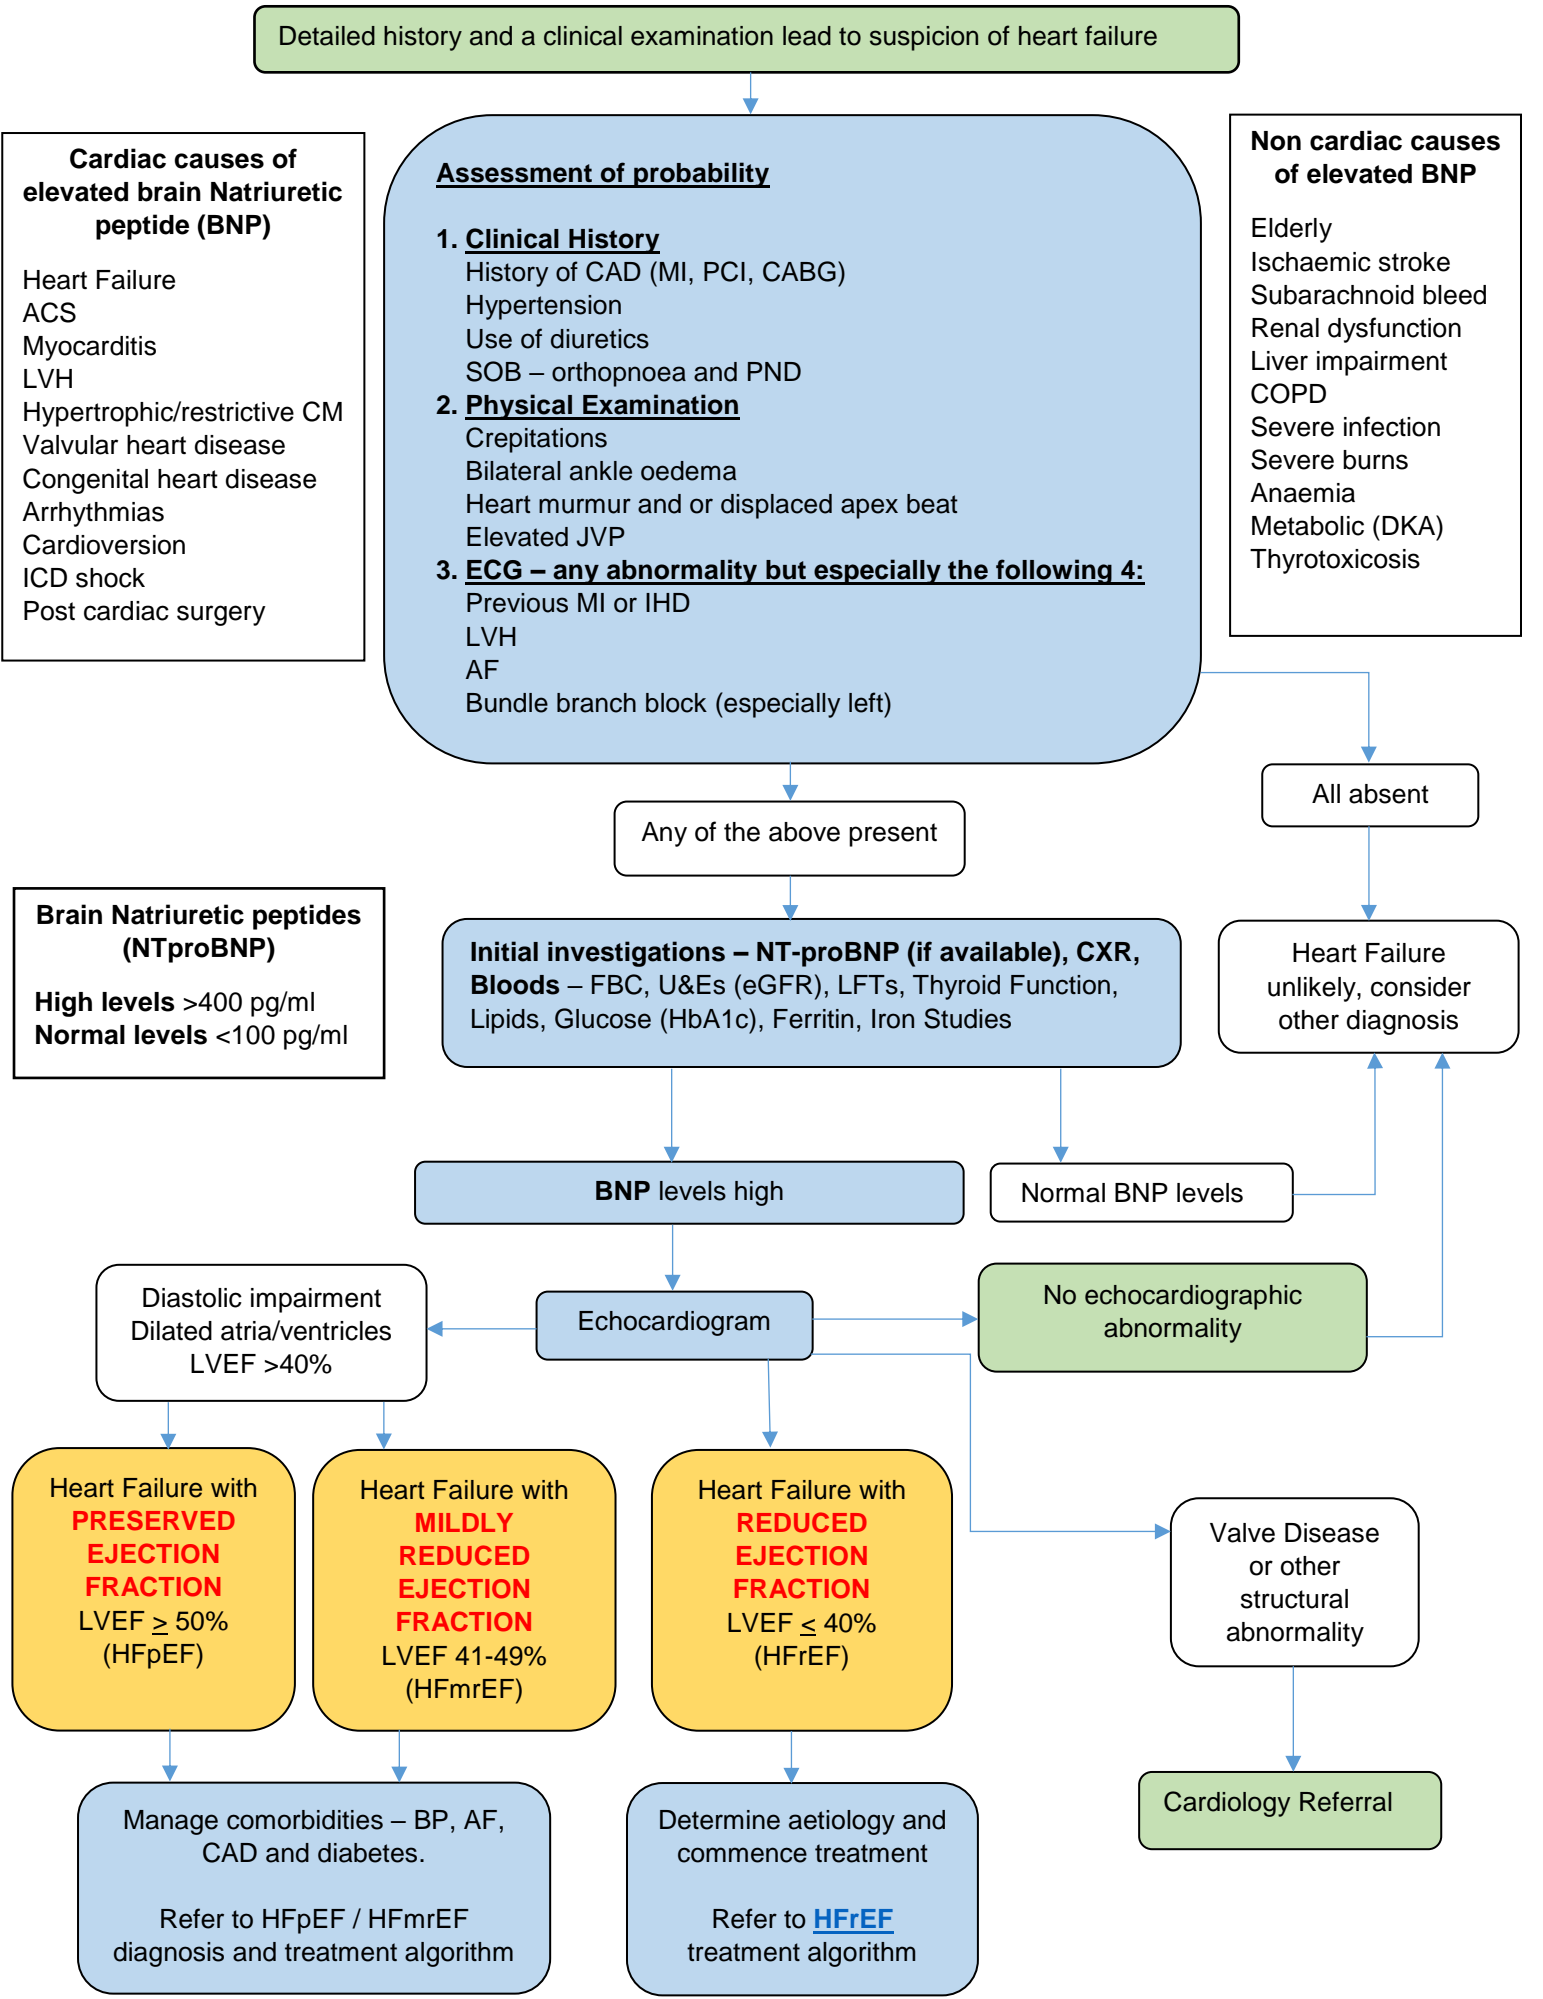 Detailed history and a clinical examination lead to suspicion of heart failure
Cardiac causes of
elevated brain Natriuretic
peptide (BNP)
Heart Failure
ACS
Myocarditis
LVH
Hypertrophic/restrictive CM
Valvular heart disease
Congenital heart disease
Arrhythmias
Cardioversion
ICD shock
Post cardiac surgery
Assessment of probability
1. Clinical History
History of CAD (MI, PCI, CABG)
Hypertension
Use of diuretics
SOB – orthopnoea and PND
2. Physical Examination
Crepitations
Bilateral ankle oedema
Heart murmur and or displaced apex beat
Elevated JVP
3. ECG – any abnormality but especially the following 4:
Previous MI or IHD
LVH
AF
Bundle branch block (especially left)
Non cardiac causes
of elevated BNP
Elderly
Ischaemic stroke
Subarachnoid bleed
Renal dysfunction
Liver impairment
COPD
Severe infection
Severe burns
Anaemia
Metabolic (DKA)
Thyrotoxicosis
All absent
Any of the above present
Brain Natriuretic peptides
(NTproBNP)
High levels >400 pg/ml
Normal levels <100 pg/ml
Initial investigations – NT-proBNP (if available), CXR,
Bloods – FBC, U&Es (eGFR), LFTs, Thyroid Function,
Lipids, Glucose (HbA1c), Ferritin, Iron Studies
Heart Failure
unlikely, consider
other diagnosis
BNP levels high
Normal BNP levels
Diastolic impairment
Dilated atria/ventricles
LVEF >40%
Echocardiogram
No echocardiographic
abnormality
Heart Failure with
PRESERVED
EJECTION
FRACTION
LVEF ≥ 50%
(HFpEF)
Heart Failure with
MILDLY
REDUCED
EJECTION
FRACTION
LVEF 41-49%
(HFmrEF)
Heart Failure with
REDUCED
EJECTION
FRACTION
LVEF ≤ 40%
(HFrEF)
Valve Disease
or other
structural
abnormality
Manage comorbidities – BP, AF,
CAD and diabetes.
Refer to HFpEF / HFmrEF
diagnosis and treatment algorithm
Determine aetiology and
commence treatment
Refer to HFrEF
treatment algorithm
Cardiology Referral